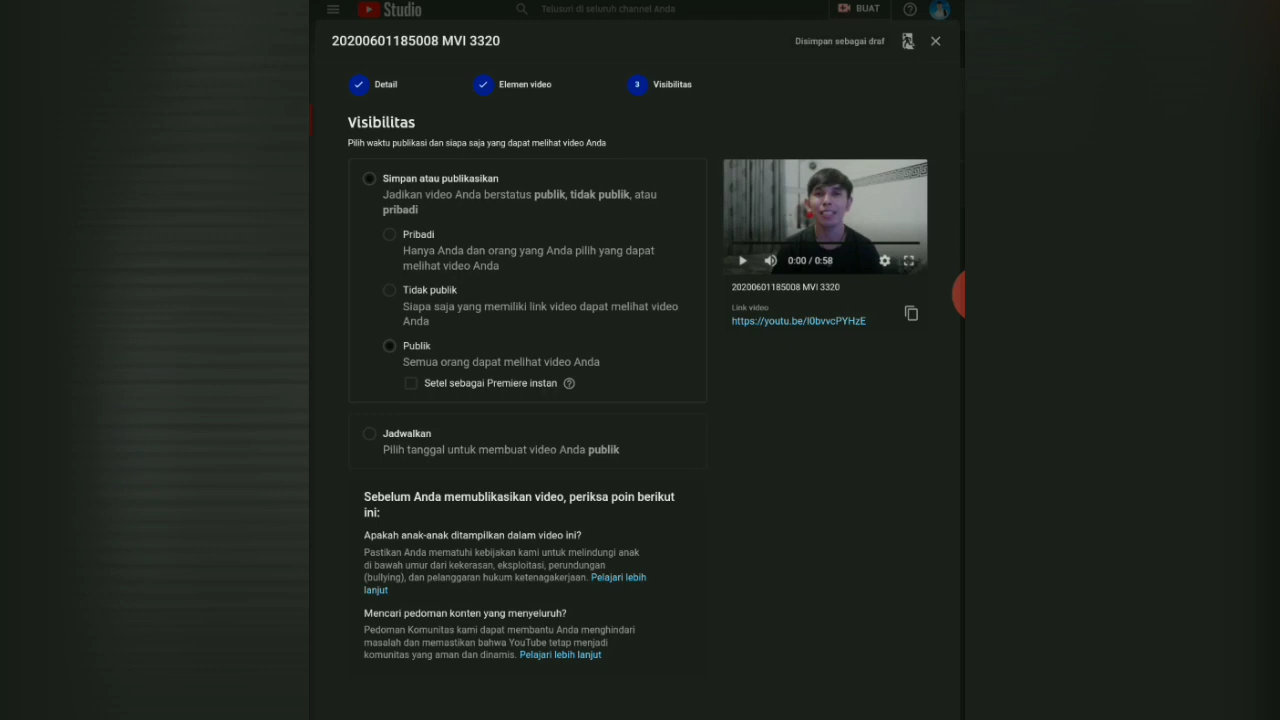 Studio
Telusuri di seluruh channel Anda
BUAT
20200601185008 MVI 3320
Disimpan sebagai draf
Detail
Elemen video
3
Visibilitas
Visibilitas
Pilih waktu publikasi dan siapa saja yang dapat melihat video Anda
Simpan atau publikasikan
Jadikan video Anda berstatus publik, tidak publik, atau
pribadi
Pribadi
Hanya Anda dan orang yang Anda pilih yang dapat
melihat video Anda
Tidak publik
Siapa saja yang memiliki link video dapat melihat video
Anda
Publik
Semua orang dapat melihat video Anda
Setel sebagai Premiere instan
0:00 / 0:58
20200601185008 MVI 3320
Link video
https://youtu.be/I0bvvcPYHzE
Jadwalkan
Pilih tanggal untuk membuat video Anda publik
Sebelum Anda memublikasikan video, periksa poin berikut
ini:
Apakah anak-anak ditampilkan dalam video ini?
Pastikan Anda mematuhi kebijakan kami untuk melindungi anak
di bawah umur dari kekerasan, eksploitasi, perundungan
(bullying), dan pelanggaran hukum ketenagakerjaan. Pelajari lebih
lanjut
Mencari pedoman konten yang menyeluruh?
Pedoman Komunitas kami dapat membantu Anda menghindari
masalah dan memastikan bahwa YouTube tetap menjadi
komunitas yang aman dan dinamis. Pelajari lebih lanjut